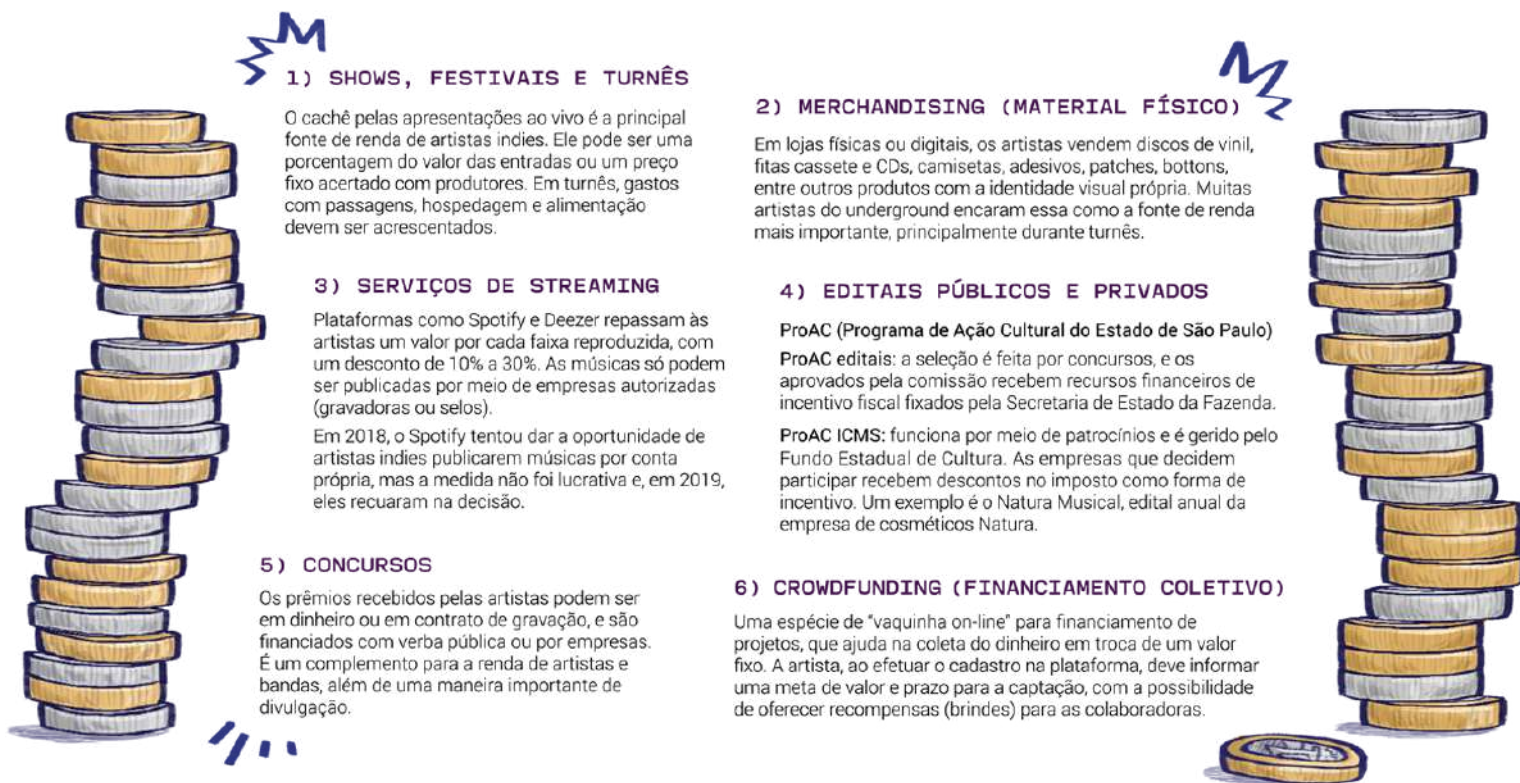 1) SHOWS, FESTIVAIS E TURNÊS
O cachê pelas apresentações ao vivo é a principal
fonte de renda de artistas indies. Ele pode ser uma
porcentagem do valor das entradas ou um preço
fixo acertado com produtores. Em turnês, gastos
com passagens, hospedagem e alimentação
devem ser acrescentados.
2) MERCHANDISING (MATERIAL FÍSICO)
Em lojas físicas ou digitais, os artistas vendem discos de vinil,
fitas cassete e CDs, camisetas, adesivos, patches, bottons,
entre outros produtos com a identidade visual própria. Muitas
artistas do underground encaram essa como a fonte de renda
mais importante, principalmente durante turnês.
3) SERVIÇOS DE STREAMING
Plataformas como Spotify e Deezer repassam às
artistas um valor por cada faixa reproduzida, com
um desconto de 10% a 30%. As músicas só podem
ser publicadas por meio de empresas autorizadas
(gravadoras ou selos).
Em 2018, o Spotify tentou dar a oportunidade de
artistas indies publicarem músicas por conta
própria, mas a medida não foi lucrativa e, em 2019,
eles recuaram na decisão.
4) EDITAIS PÚBLICOS E PRIVADOS
ProAC (Programa de Ação Cultural do Estado de São Paulo)
ProAC editais: a seleção é feita por concursos, e os
aprovados pela comissão recebem recursos financeiros de
incentivo fiscal fixados pela Secretaria de Estado da Fazenda.
ProAC ICMS: funciona por meio de patrocínios e é gerido pelo
Fundo Estadual de Cultura. As empresas que decidem
participar recebem descontos no imposto como forma de
incentivo. Um exemplo é o Natura Musical, edital anual da
empresa de cosméticos Natura.
5) CONCURSOS
Os prêmios recebidos pelas artistas podem ser
em dinheiro ou em contrato de gravação, e são
financiados com verba pública ou por empresas.
É um complemento para a renda de artistas e
bandas, além de uma maneira importante de
divulgação.
6) CROWDFUNDING (FINANCIAMENTO COLETIVO)
Uma espécie de "vaquinha on-line" para financiamento de
projetos, que ajuda na coleta do dinheiro em troca de um valor
fixo. A artista, ao efetuar o cadastro na plataforma, deve informar
uma meta de valor e prazo para a captação, com a possibilidade
de oferecer recompensas (brindes) para as colaboradoras.